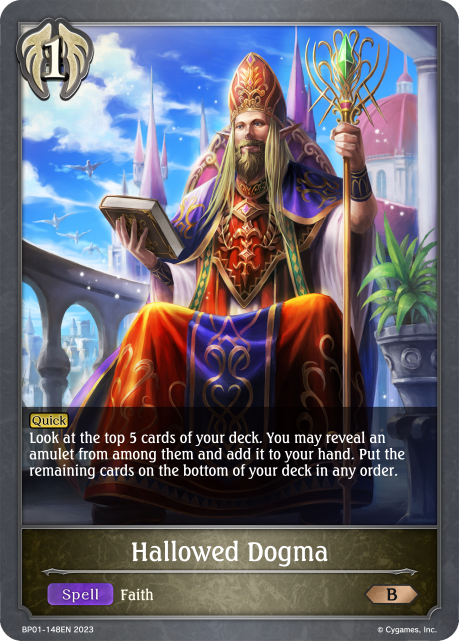 1
Quick
Look at the top 5 cards of your deck. You may reveal an
amulet from among them and add it to your hand. Put the
remaining cards on the bottom of your deck in any order.
Hallowed Dogma
Spell Faith B
BP01-148EN 2023 © Cygames, Inc.